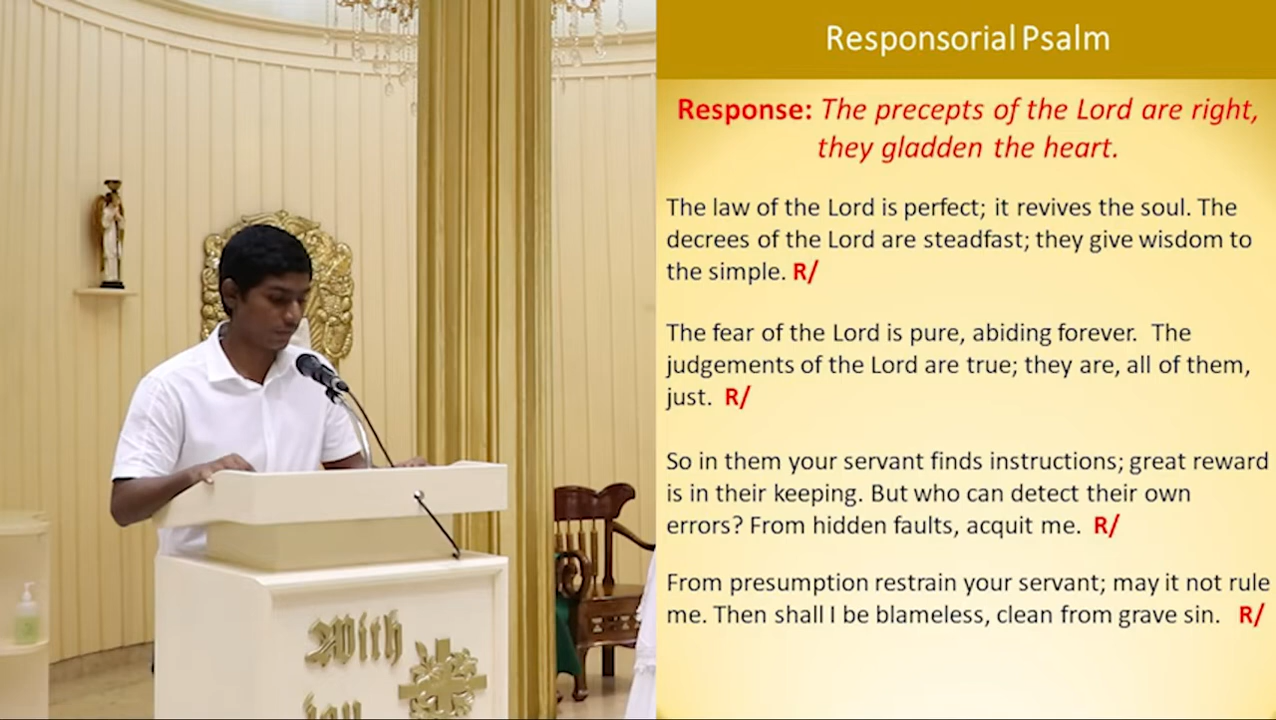 Responsorial Psalm
Response: The precepts of the Lord are right,
they gladden the heart.
The law of the Lord is perfect; it revives the soul. The
decrees of the Lord are steadfast; they give wisdom to
the simple. R/
The fear of the Lord is pure, abiding forever. The
judgements of the Lord are true; they are, all of them,
just. R/
So in them your servant finds instructions; great reward
is in their keeping. But who can detect their own
errors? From hidden faults, acquit me. R/
From presumption restrain your servant; may it not rule
me. Then shall I be blameless, clean from grave sin. R/
With